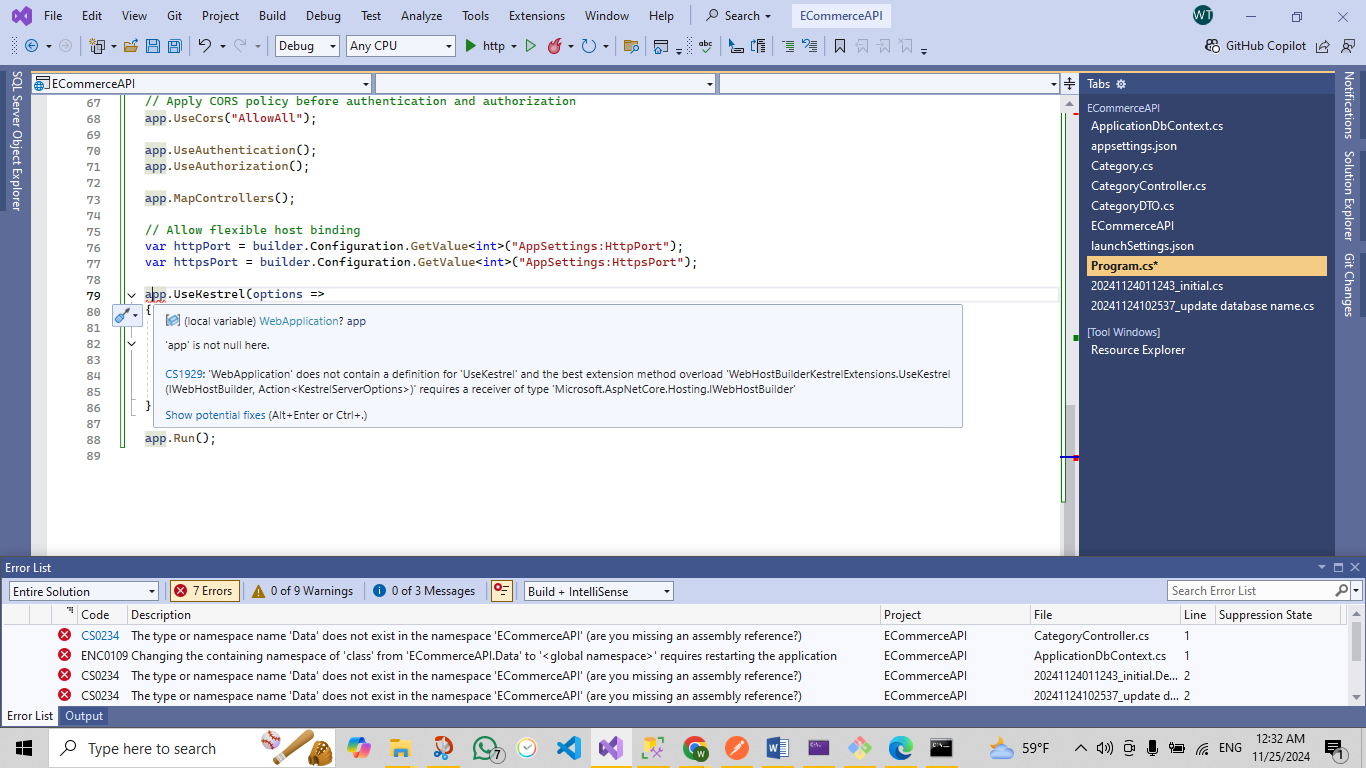 File Edit View Git Project Build Debug Test Analyze Tools Extensions Window Help Search ECommerceAPI WT
Debug Any CPU http GitHub Copilot
SQL Server Object Explorer
ECommerceAPI
67 // Apply CORS policy before authentication and authorization
68 app.UseCors("AllowAll");
69
70 app.UseAuthentication();
71 app.UseAuthorization();
72
73 app.MapControllers();
74
75 // Allow flexible host binding
76 var httpPort = builder.Configuration.GetValue<int>("AppSettings:HttpPort");
77 var httpsPort = builder.Configuration.GetValue<int>("AppSettings:HttpsPort");
78
79 app.UseKestrel(options =>
80 {
81
82
83
84
85
86 }
87
88 app.Run();
89
(local variable) WebApplication? app
'app' is not null here.
CS1929: 'WebApplication' does not contain a definition for 'UseKestrel' and the best extension method overload 'WebHostBuilderKestrelExtensions.UseKestrel
(IWebHostBuilder, Action<KestrelServerOptions>)' requires a receiver of type 'Microsoft.AspNetCore.Hosting.IWebHostBuilder'
Show potential fixes (Alt+Enter or Ctrl+.)
Tabs
ECommerceAPI
ApplicationDbContext.cs
appsettings.json
Category.cs
CategoryController.cs
CategoryDTO.cs
ECommerceAPI
launchSettings.json
Program.cs*
20241124011243_initial.cs
20241124102537_update database name.cs
[Tool Windows]
Resource Explorer
Notifications
Solution Explorer
Git Changes
Error List
Entire Solution 7 Errors 0 of 9 Warnings 0 of 3 Messages Build + IntelliSense Search Error List
Code Description Project File Line Suppression State
CS0234 The type or namespace name 'Data' does not exist in the namespace 'ECommerceAPI' (are you missing an assembly reference?) ECommerceAPI CategoryController.cs 1
ENC0109 Changing the containing namespace of 'class' from 'ECommerceAPI.Data' to '<global namespace>' requires restarting the application ECommerceAPI ApplicationDbContext.cs 1
CS0234 The type or namespace name 'Data' does not exist in the namespace 'ECommerceAPI' (are you missing an assembly reference?) ECommerceAPI 20241124011243_initial.De... 2
CS0234 The type or namespace name 'Data' does not exist in the namespace 'ECommerceAPI' (are you missing an assembly reference?) ECommerceAPI 20241124102537_update d... 2
Error List Output
Type here to search 7 59°F ENG 12:32 AM
11/25/2024 1